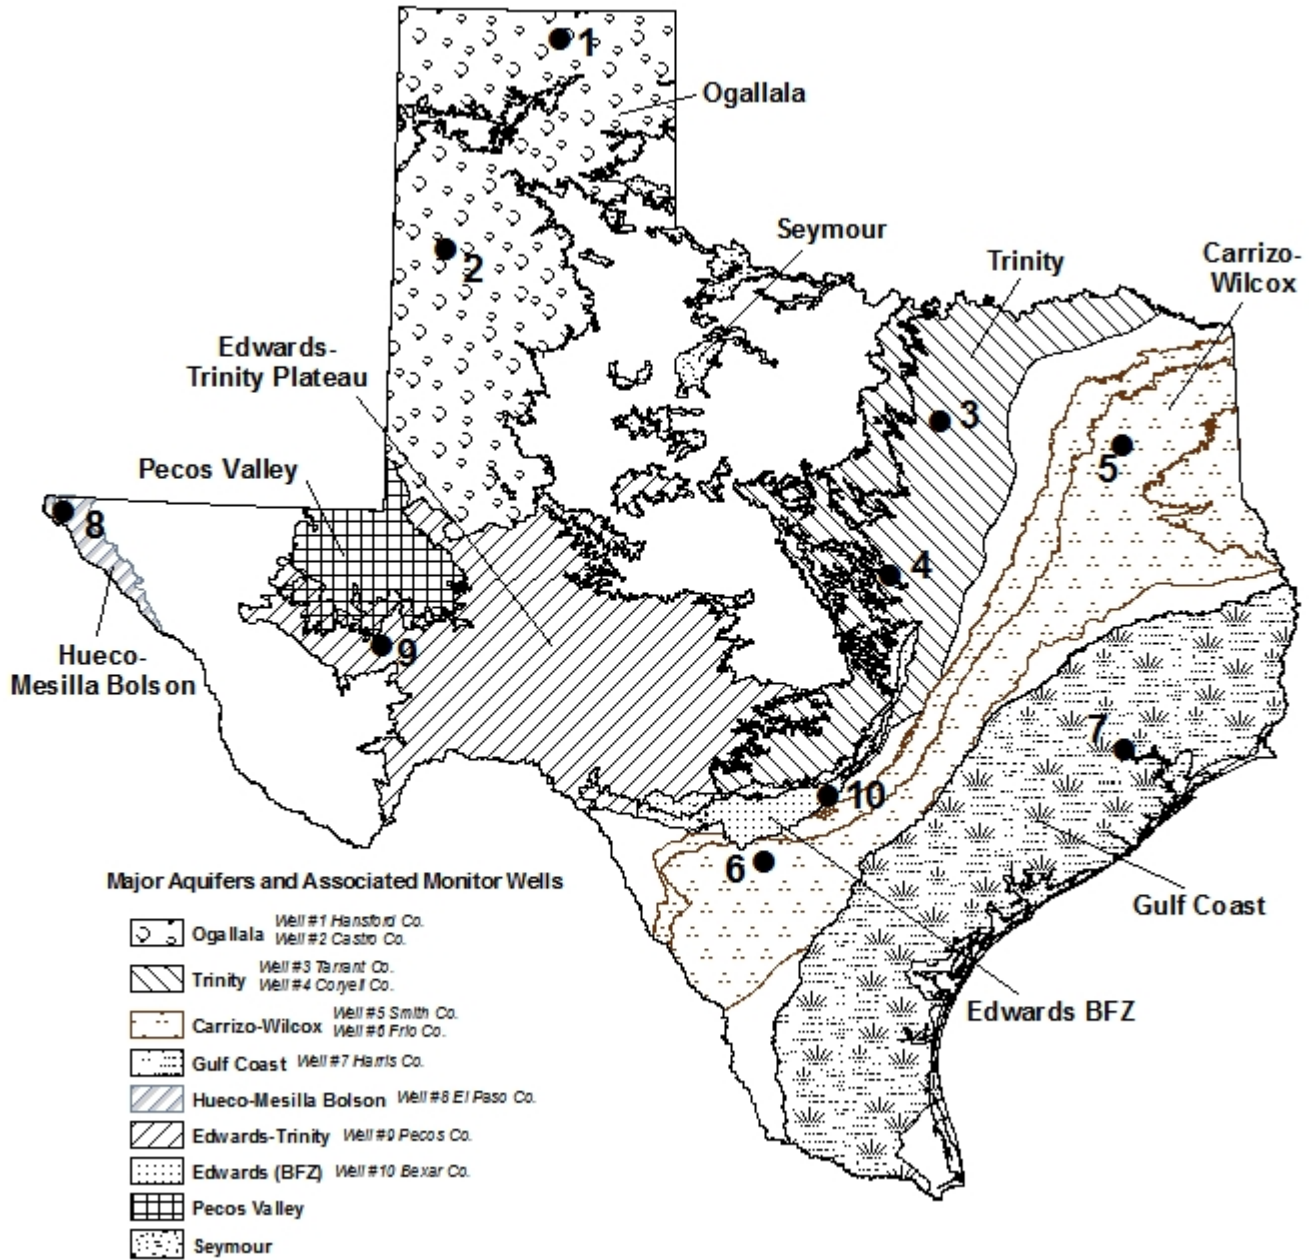 1
Ogallala
Seymour
2
Trinity
Carrizo-
Wilcox
Edwards-
Trinity Plateau
3
Pecos Valley
5
8
4
9
Hueco-
Mesilla Bolson
7
10
6
Gulf Coast
Edwards BFZ
Major Aquifers and Associated Monitor Wells
Ogallala Well #1 Hansford Co.
Well #2 Castro Co.
Trinity Well #3 Tarrant Co.
Well #4 Coryell Co.
Carrizo-Wilcox Well #5 Smith Co.
Well #6 Frio Co.
Gulf Coast Well #7 Harris Co.
Hueco-Mesilla Bolson Well #8 El Paso Co.
Edwards-Trinity Well #9 Pecos Co.
Edwards (BFZ) Well #10 Bexar Co.
Pecos Valley
Seymour